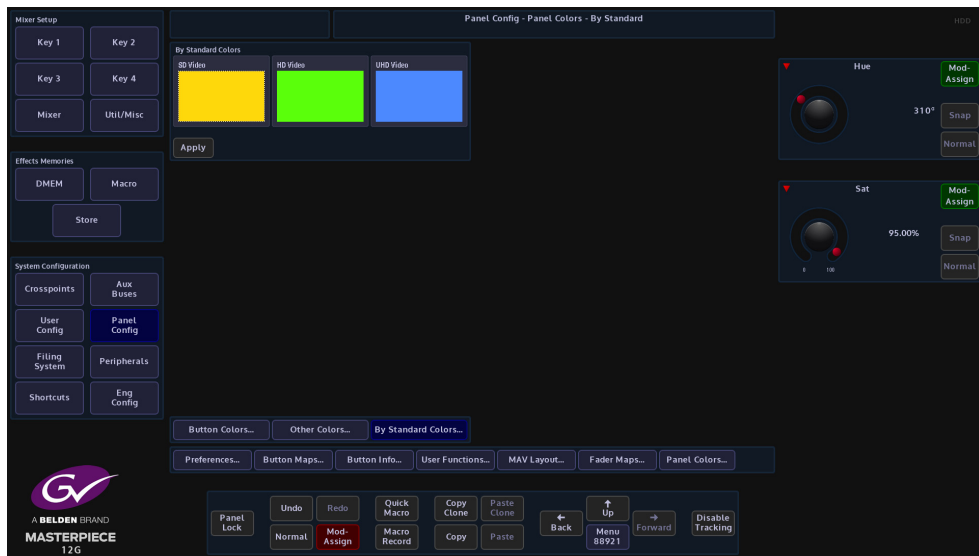 Mixer Setup
Key 1
Key 2
Key 3
Key 4
Mixer
Util/Misc
Effects Memories
DMEM
Macro
Store
System Configuration
Crosspoints
Aux
Buses
User
Config
Panel
Config
Filing
System
Peripherals
Shortcuts
Eng
Config
GV
A BELDEN BRAND
MASTERPIECE
12G
Panel Config - Panel Colors - By Standard
HDD
By Standard Colors
SD Video
HD Video
UHD Video
Apply
Hue
Mod-
Assign
310°
Snap
Normal
Sat
Mod-
Assign
95.00%
Snap
Normal
0 100
Button Colors...
Other Colors...
By Standard Colors...
Preferences...
Button Maps...
Button Info...
User Functions...
MAV Layout...
Fader Maps...
Panel Colors...
Panel
Lock
Undo
Redo
Normal
Mod-
Assign
Quick
Macro
Macro
Record
Copy
Clone
Paste
Clone
Copy
Paste
←
Back
↑
Up
Menu
88921
→
Forward
Disable
Tracking